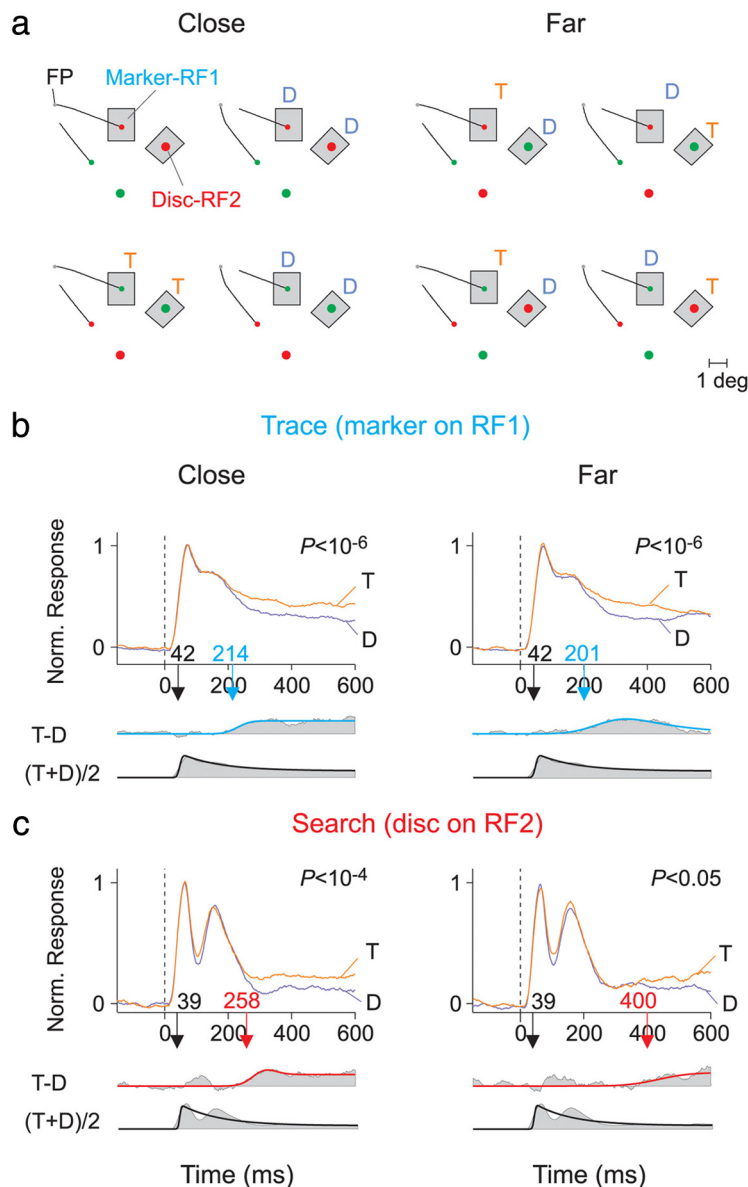 a
Close Far
FP Marker-RF1
D D
Disc-RF2
T D
D T
T T
D D
T D
D T
1 deg
b
Trace (marker on RF1)
Close Far
Norm. Response
1
0
P<10-6
T
D
42 214
0 200 400 600
P<10-6
T
D
42 201
0 200 400 600
T-D
(T+D)/2
c
Search (disc on RF2)
Norm. Response
1
0
P<10-4
T
D
39 258
0 200 400 600
1
0
P<0.05
T
D
39 400
0 200 400 600
T-D
(T+D)/2
Time (ms) Time (ms)